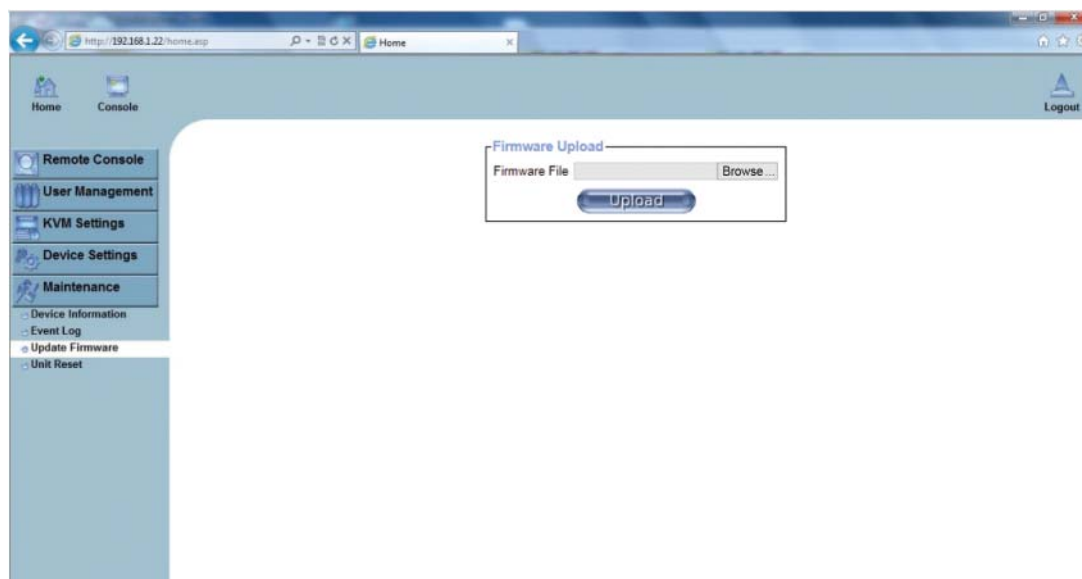 http://192.168.1.22/home.asp
Home
Home
Console
Logout
Remote Console
User Management
KVM Settings
Device Settings
Maintenance
Device Information
Event Log
Update Firmware
Unit Reset
Firmware Upload
Firmware File
Browse...
Upload